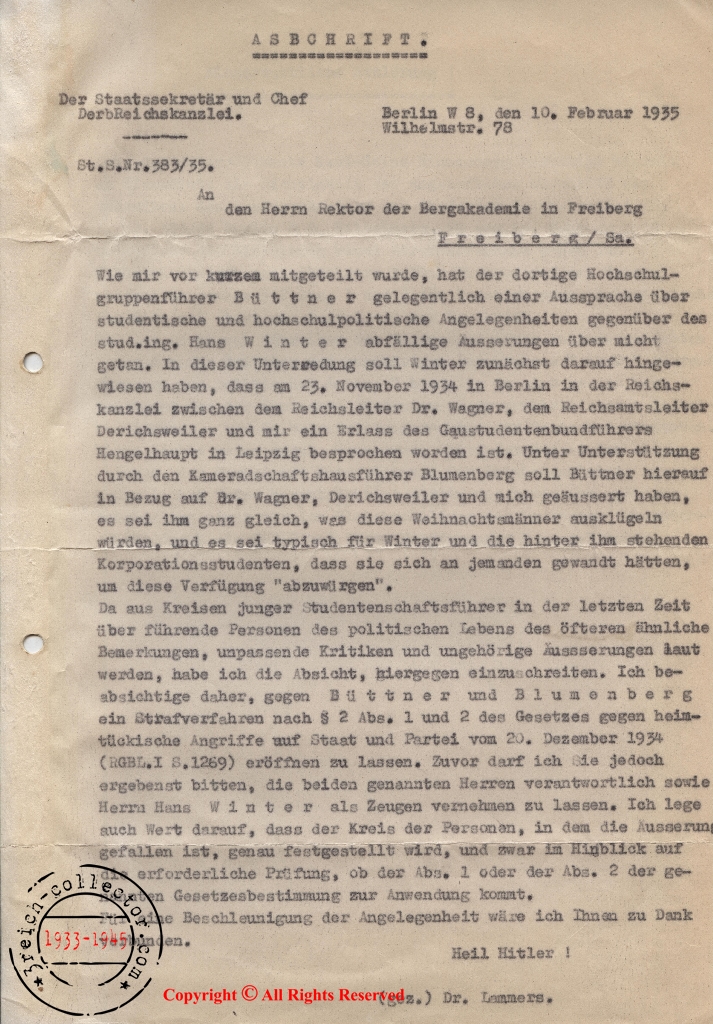 ASBCHRIFT.
Der Staatssekretär und Chef
DerbReichskanzlei.
Berlin W 8, den 10. Februar 1935
Wilhelmstr. 78
St.S.Nr.383/35.
An
den Herrn Rektor der Bergakademie in Freiberg
Freiberg/Sa.
Wie mir vor kurzem mitgeteilt wurde, hat der dortige Hochschul-
gruppenführer Büttner gelegentlich einer Aussprache über
studentische und hochschulpolitische Angelegenheiten gegenüber des
stud.ing. Hans Winter abfällige Äusserungen über micht
getan. In dieser Unterredung soll Winter zunächst darauf hinge-
wiesen haben, dass am 23. November 1934 in Berlin in der Reichs-
kanzlei zwischen dem Reichsleiter Dr. Wagner, dem Reichsamtsleiter
Derichsweiler und mir ein Erlass des Gaustudentenbundführers
Hengelhaupt in Leipzig besprochen worden ist. Unter Unterstützung
durch den Kameradschaftshausführer Blumenberg soll Büttner hierauf
in Bezug auf Dr. Wagner, Derichsweiler und mich geäussert haben,
es sei ihm ganz gleich, was diese Weihnachtsmänner ausklügeln
würden, und es sei typisch für Winter und die hinter ihm stehenden
Korporationsstudenten, dass sie sich an jemanden gewandt hätten,
um diese Verfügung "abzuwürgen".
Da aus Kreisen junger Studentenschaftsführer in der letzten Zeit
über führende Personen des politischen Lebens des öfteren ähnliche
Bemerkungen, unpassende Kritiken und ungehörige Äussserungen laut
werden, habe ich die Absicht, hiergegen einzuschreiten. Ich be-
absichtige daher, gegen Büttner und Blumenberg
ein Strafverfahren nach § 2 Abs. 1 und 2 des Gesetzes gegen heim-
tückische Angriffe auf Staat und Partei vom 20. Dezember 1934
(RGBL.I S.1269) eröffnen zu lassen. Zuvor darf ich Sie jedoch
ergebenst bitten, die beiden genannten Herren verantwortlich sowie
Herrn Hans Winter als Zeugen vernehmen zu lassen. Ich lege
auch Wert darauf, dass der Kreis der Personen, in dem die Äusserung
gefallen ist, genau festgestellt wird, und zwar im Hinblick auf
die erforderliche Prüfung, ob der Abs. 1 oder der Abs. 2 der ge-
nannten Gesetzesbestimmung zur Anwendung kommt.
Für eine Beschleunigung der Angelegenheit wäre ich Ihnen zu Dank
verbunden.
Heil Hitler !
(gez.) Dr. Lammers.
3reich-collector.com
1933-1945
Copyright © All Rights Reserved